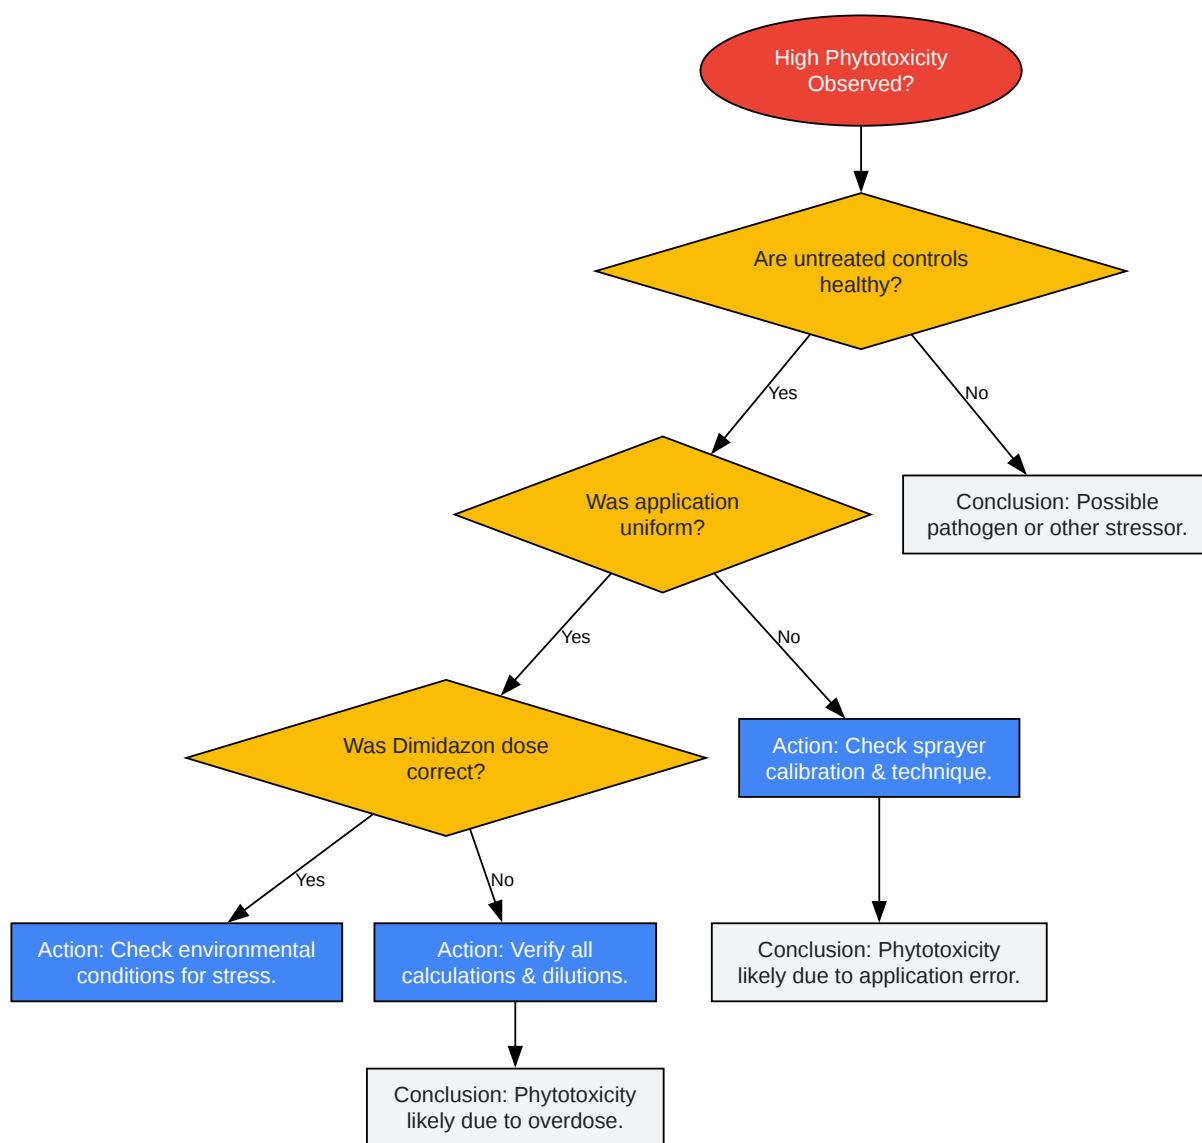 High Phytotoxicity
Observed?
Are untreated controls
healthy?
Yes
No
Was application
uniform?
Conclusion: Possible
pathogen or other stressor.
Yes
No
Was Dimidazon dose
correct?
Action: Check sprayer
calibration & technique.
Yes
No
Action: Check environmental
conditions for stress.
Action: Verify all
calculations & dilutions.
Conclusion: Phytotoxicity
likely due to application error.
Conclusion: Phytotoxicity
likely due to overdose.